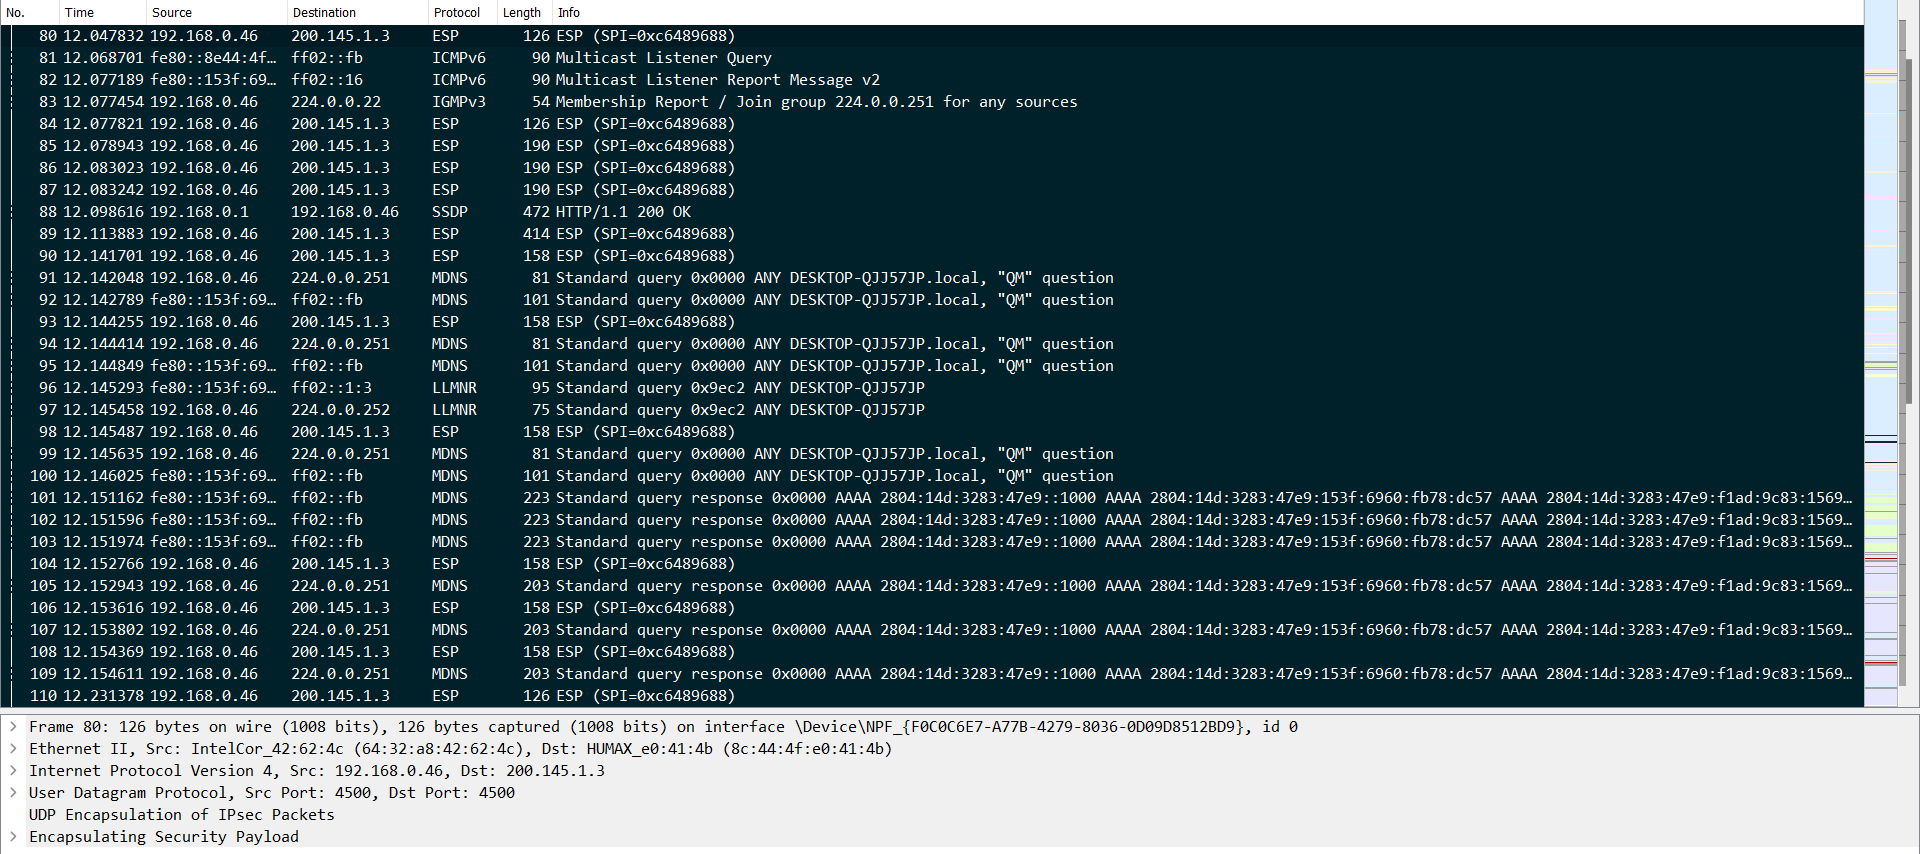 No. Time Source Destination Protocol Length Info
80 12.047832 192.168.0.46 200.145.1.3 ESP 126 ESP (SPI=0xc6489688)
81 12.068701 fe80::8e44:4f… ff02::fb ICMPv6 90 Multicast Listener Query
82 12.077189 fe80::153f:69… ff02::16 ICMPv6 90 Multicast Listener Report Message v2
83 12.077454 192.168.0.46 224.0.0.22 IGMPv3 54 Membership Report / Join group 224.0.0.251 for any sources
84 12.077821 192.168.0.46 200.145.1.3 ESP 126 ESP (SPI=0xc6489688)
85 12.078943 192.168.0.46 200.145.1.3 ESP 190 ESP (SPI=0xc6489688)
86 12.083023 192.168.0.46 200.145.1.3 ESP 190 ESP (SPI=0xc6489688)
87 12.083242 192.168.0.46 200.145.1.3 ESP 190 ESP (SPI=0xc6489688)
88 12.098616 192.168.0.1 192.168.0.46 SSDP 472 HTTP/1.1 200 OK
89 12.113883 192.168.0.46 200.145.1.3 ESP 414 ESP (SPI=0xc6489688)
90 12.141701 192.168.0.46 200.145.1.3 ESP 158 ESP (SPI=0xc6489688)
91 12.142048 192.168.0.46 224.0.0.251 MDNS 81 Standard query 0x0000 ANY DESKTOP-QJJ57JP.local, "QM" question
92 12.142789 fe80::153f:69… ff02::fb MDNS 101 Standard query 0x0000 ANY DESKTOP-QJJ57JP.local, "QM" question
93 12.144255 192.168.0.46 200.145.1.3 ESP 158 ESP (SPI=0xc6489688)
94 12.144414 192.168.0.46 224.0.0.251 MDNS 81 Standard query 0x0000 ANY DESKTOP-QJJ57JP.local, "QM" question
95 12.144849 fe80::153f:69… ff02::fb MDNS 101 Standard query 0x0000 ANY DESKTOP-QJJ57JP.local, "QM" question
96 12.145293 fe80::153f:69… ff02::1:3 LLMNR 95 Standard query 0x9ec2 ANY DESKTOP-QJJ57JP
97 12.145458 192.168.0.46 224.0.0.252 LLMNR 75 Standard query 0x9ec2 ANY DESKTOP-QJJ57JP
98 12.145487 192.168.0.46 200.145.1.3 ESP 158 ESP (SPI=0xc6489688)
99 12.145635 192.168.0.46 224.0.0.251 MDNS 81 Standard query 0x0000 ANY DESKTOP-QJJ57JP.local, "QM" question
100 12.146025 fe80::153f:69… ff02::fb MDNS 101 Standard query 0x0000 ANY DESKTOP-QJJ57JP.local, "QM" question
101 12.151162 fe80::153f:69… ff02::fb MDNS 223 Standard query response 0x0000 AAAA 2804:14d:3283:47e9::1000 AAAA 2804:14d:3283:47e9:153f:6960:fb78:dc57 AAAA 2804:14d:3283:47e9:f1ad:9c83:1569…
102 12.151596 fe80::153f:69… ff02::fb MDNS 223 Standard query response 0x0000 AAAA 2804:14d:3283:47e9::1000 AAAA 2804:14d:3283:47e9:153f:6960:fb78:dc57 AAAA 2804:14d:3283:47e9:f1ad:9c83:1569…
103 12.151974 fe80::153f:69… ff02::fb MDNS 223 Standard query response 0x0000 AAAA 2804:14d:3283:47e9::1000 AAAA 2804:14d:3283:47e9:153f:6960:fb78:dc57 AAAA 2804:14d:3283:47e9:f1ad:9c83:1569…
104 12.152766 192.168.0.46 200.145.1.3 ESP 158 ESP (SPI=0xc6489688)
105 12.152943 192.168.0.46 224.0.0.251 MDNS 203 Standard query response 0x0000 AAAA 2804:14d:3283:47e9::1000 AAAA 2804:14d:3283:47e9:153f:6960:fb78:dc57 AAAA 2804:14d:3283:47e9:f1ad:9c83:1569…
106 12.153616 192.168.0.46 200.145.1.3 ESP 158 ESP (SPI=0xc6489688)
107 12.153802 192.168.0.46 224.0.0.251 MDNS 203 Standard query response 0x0000 AAAA 2804:14d:3283:47e9::1000 AAAA 2804:14d:3283:47e9:153f:6960:fb78:dc57 AAAA 2804:14d:3283:47e9:f1ad:9c83:1569…
108 12.154369 192.168.0.46 200.145.1.3 ESP 158 ESP (SPI=0xc6489688)
109 12.154611 192.168.0.46 224.0.0.251 MDNS 203 Standard query response 0x0000 AAAA 2804:14d:3283:47e9::1000 AAAA 2804:14d:3283:47e9:153f:6960:fb78:dc57 AAAA 2804:14d:3283:47e9:f1ad:9c83:1569…
110 12.231378 192.168.0.46 200.145.1.3 ESP 126 ESP (SPI=0xc6489688)
Frame 80: 126 bytes on wire (1008 bits), 126 bytes captured (1008 bits) on interface \Device\NPF_{F0C0C6E7-A77B-4279-8036-0D09D8512BD9}, id 0
Ethernet II, Src: IntelCor_42:62:4c (64:32:a8:42:62:4c), Dst: HUMAX_e0:41:4b (8c:44:4f:e0:41:4b)
Internet Protocol Version 4, Src: 192.168.0.46, Dst: 200.145.1.3
User Datagram Protocol, Src Port: 4500, Dst Port: 4500
UDP Encapsulation of IPsec Packets
Encapsulating Security Payload